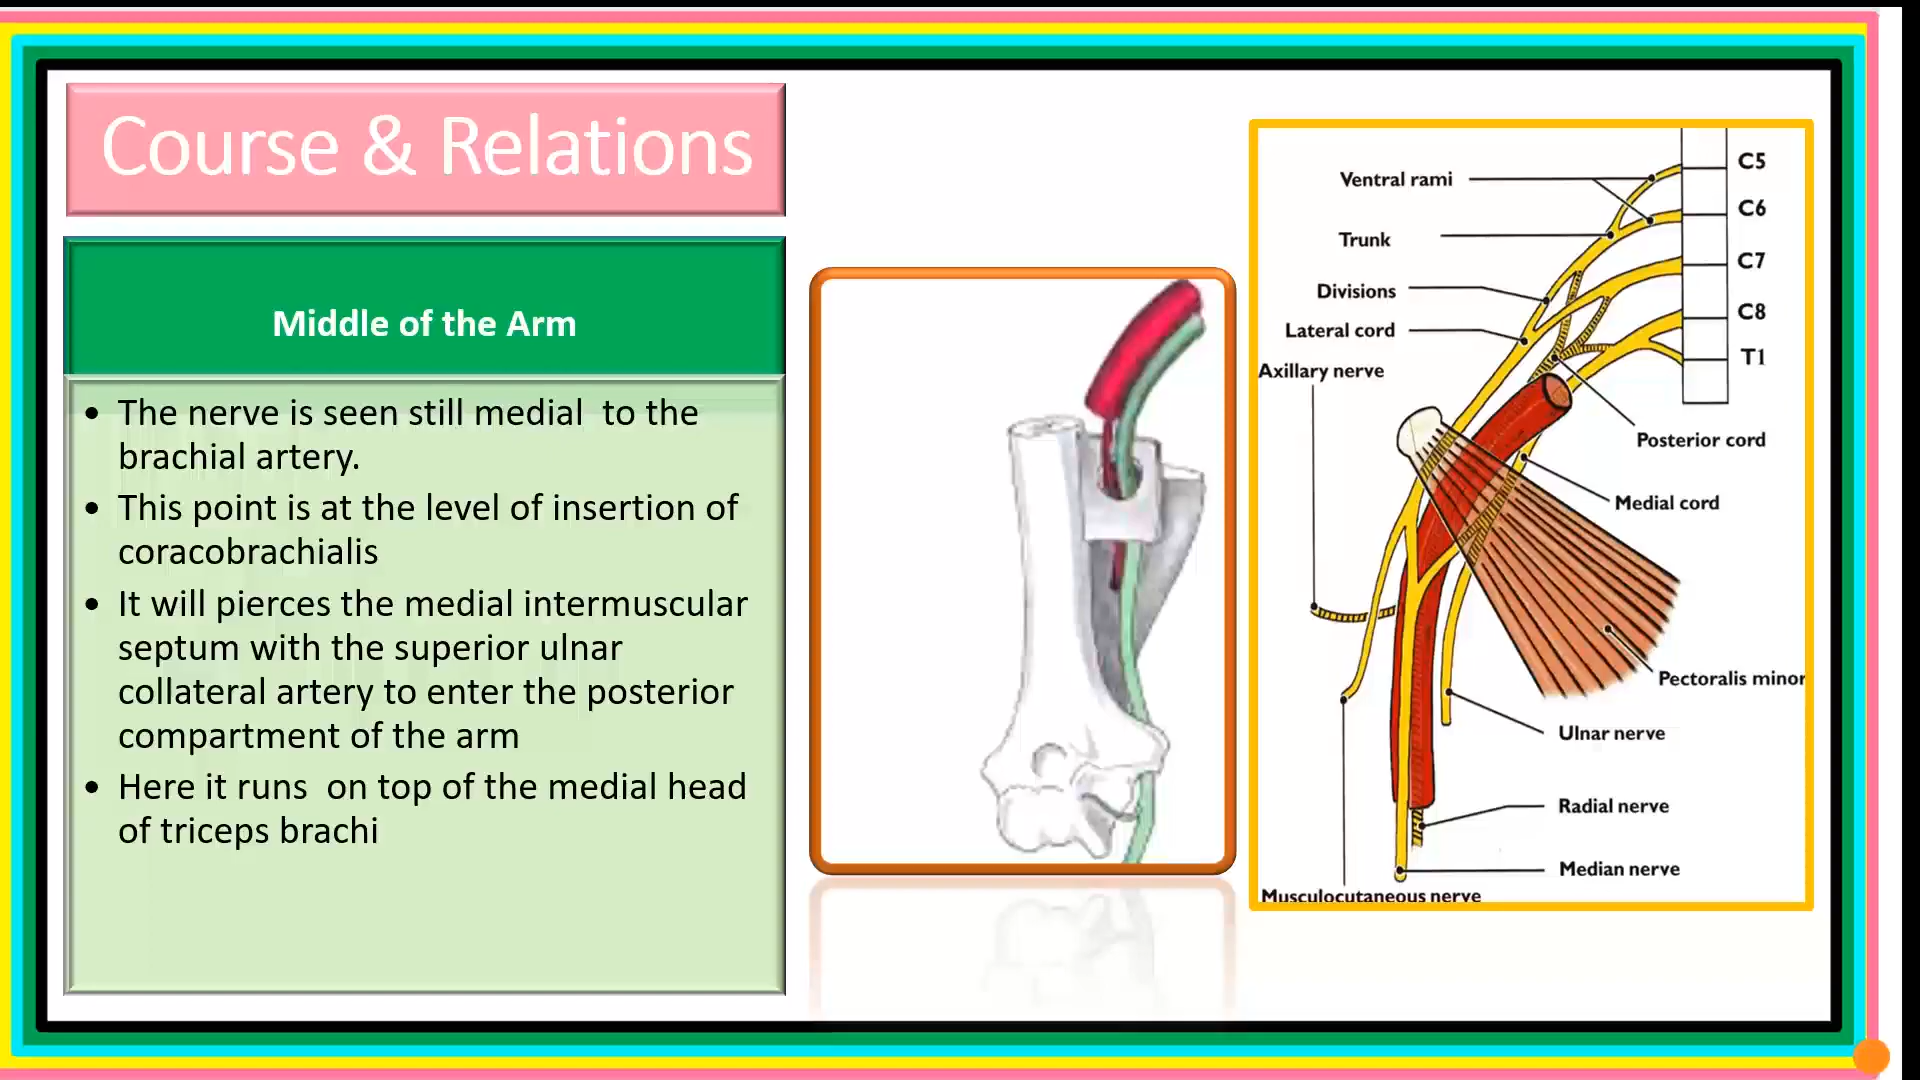 Course & Relations
Middle of the Arm
• The nerve is seen still medial  to the
brachial artery.
• This point is at the level of insertion of
coracobrachialis
• It will pierces the medial intermuscular
septum with the superior ulnar
collateral artery to enter the posterior
compartment of the arm
• Here it runs  on top of the medial head
of triceps brachi
C5
Ventral rami
C6
Trunk
C7
Divisions
C8
Lateral cord
T1
Axillary nerve
Posterior cord
Medial cord
Pectoralis minor
Ulnar nerve
Radial nerve
Median nerve
Musculocutaneous nerve